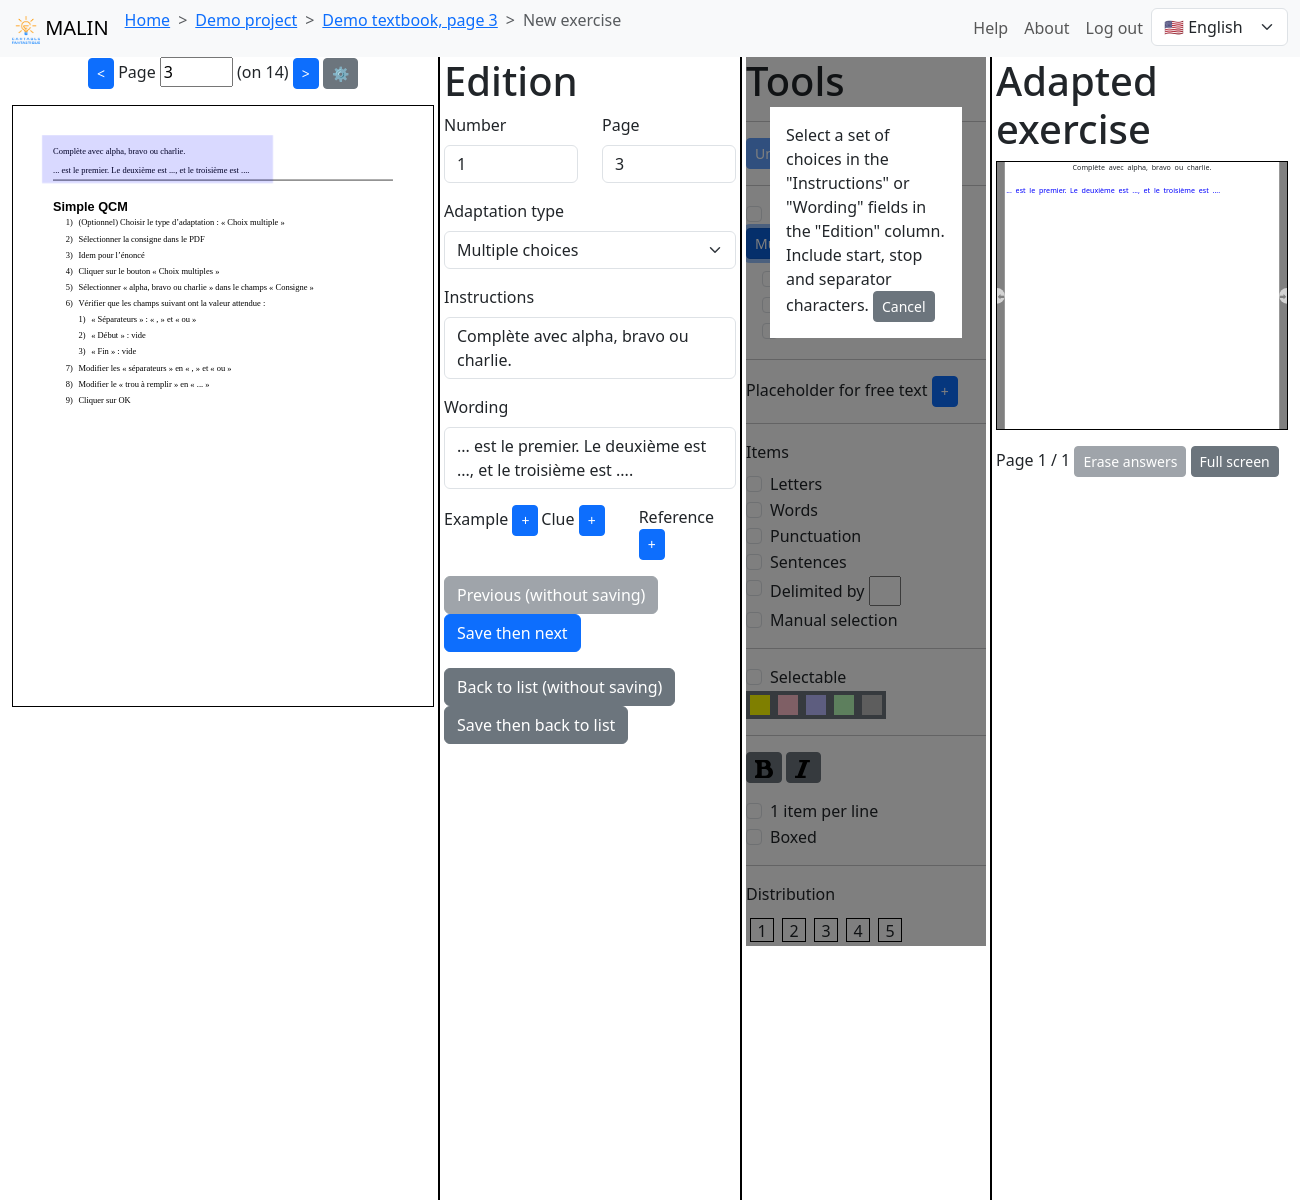 MALIN
Home > Demo project > Demo textbook, page 3 > New exercise
Help About Log out 🇺🇸 English
< Page 3 (on 14) > ⚙️
Complète avec alpha, bravo ou charlie.
... est le premier. Le deuxième est ..., et le troisième est ....
Simple QCM
1) (Optionnel) Choisir le type d'adaptation : « Choix multiple »
2) Sélectionner la consigne dans le PDF
3) Idem pour l'énoncé
4) Cliquer sur le bouton « Choix multiples »
5) Sélectionner « alpha, bravo ou charlie » dans le champs « Consigne »
6) Vérifier que les champs suivant ont la valeur attendue :
1) « Séparateurs » : « , » et « ou »
2) « Début » : vide
3) « Fin » : vide
7) Modifier les « séparateurs » en « , » et « ou »
8) Modifier le « trou à remplir » en « ... »
9) Cliquer sur OK
Edition
Number Page
1 3
Adaptation type
Multiple choices
Instructions
Complète avec alpha, bravo ou
charlie.
Wording
... est le premier. Le deuxième est
..., et le troisième est ....
Example + Clue + Reference
+
Previous (without saving)
Save then next
Back to list (without saving)
Save then back to list
Tools
Select a set of
choices in the
"Instructions" or
"Wording" fields in
the "Edition" column.
Include start, stop
and separator
characters. Cancel
Placeholder for free text +
Items
Letters
Words
Punctuation
Sentences
Delimited by
Manual selection
Selectable
B I
1 item per line
Boxed
Distribution
1 2 3 4 5
Adapted
exercise
Complète avec alpha, bravo ou charlie.
... est le premier. Le deuxième est ..., et le troisième est ....
Page 1 / 1 Erase answers Full screen